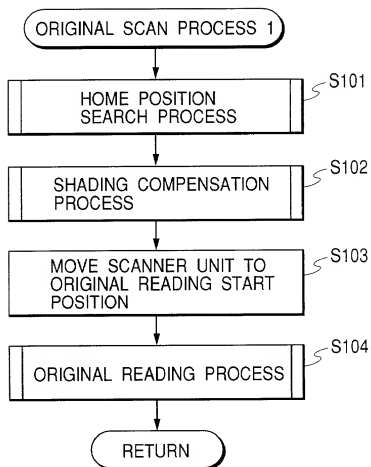 ORIGINAL SCAN PROCESS 1
S101
HOME POSITION
SEARCH PROCESS
S102
SHADING COMPENSATION
PROCESS
S103
MOVE SCANNER UNIT TO
ORIGINAL READING START
POSITION
S104
ORIGINAL READING PROCESS
RETURN